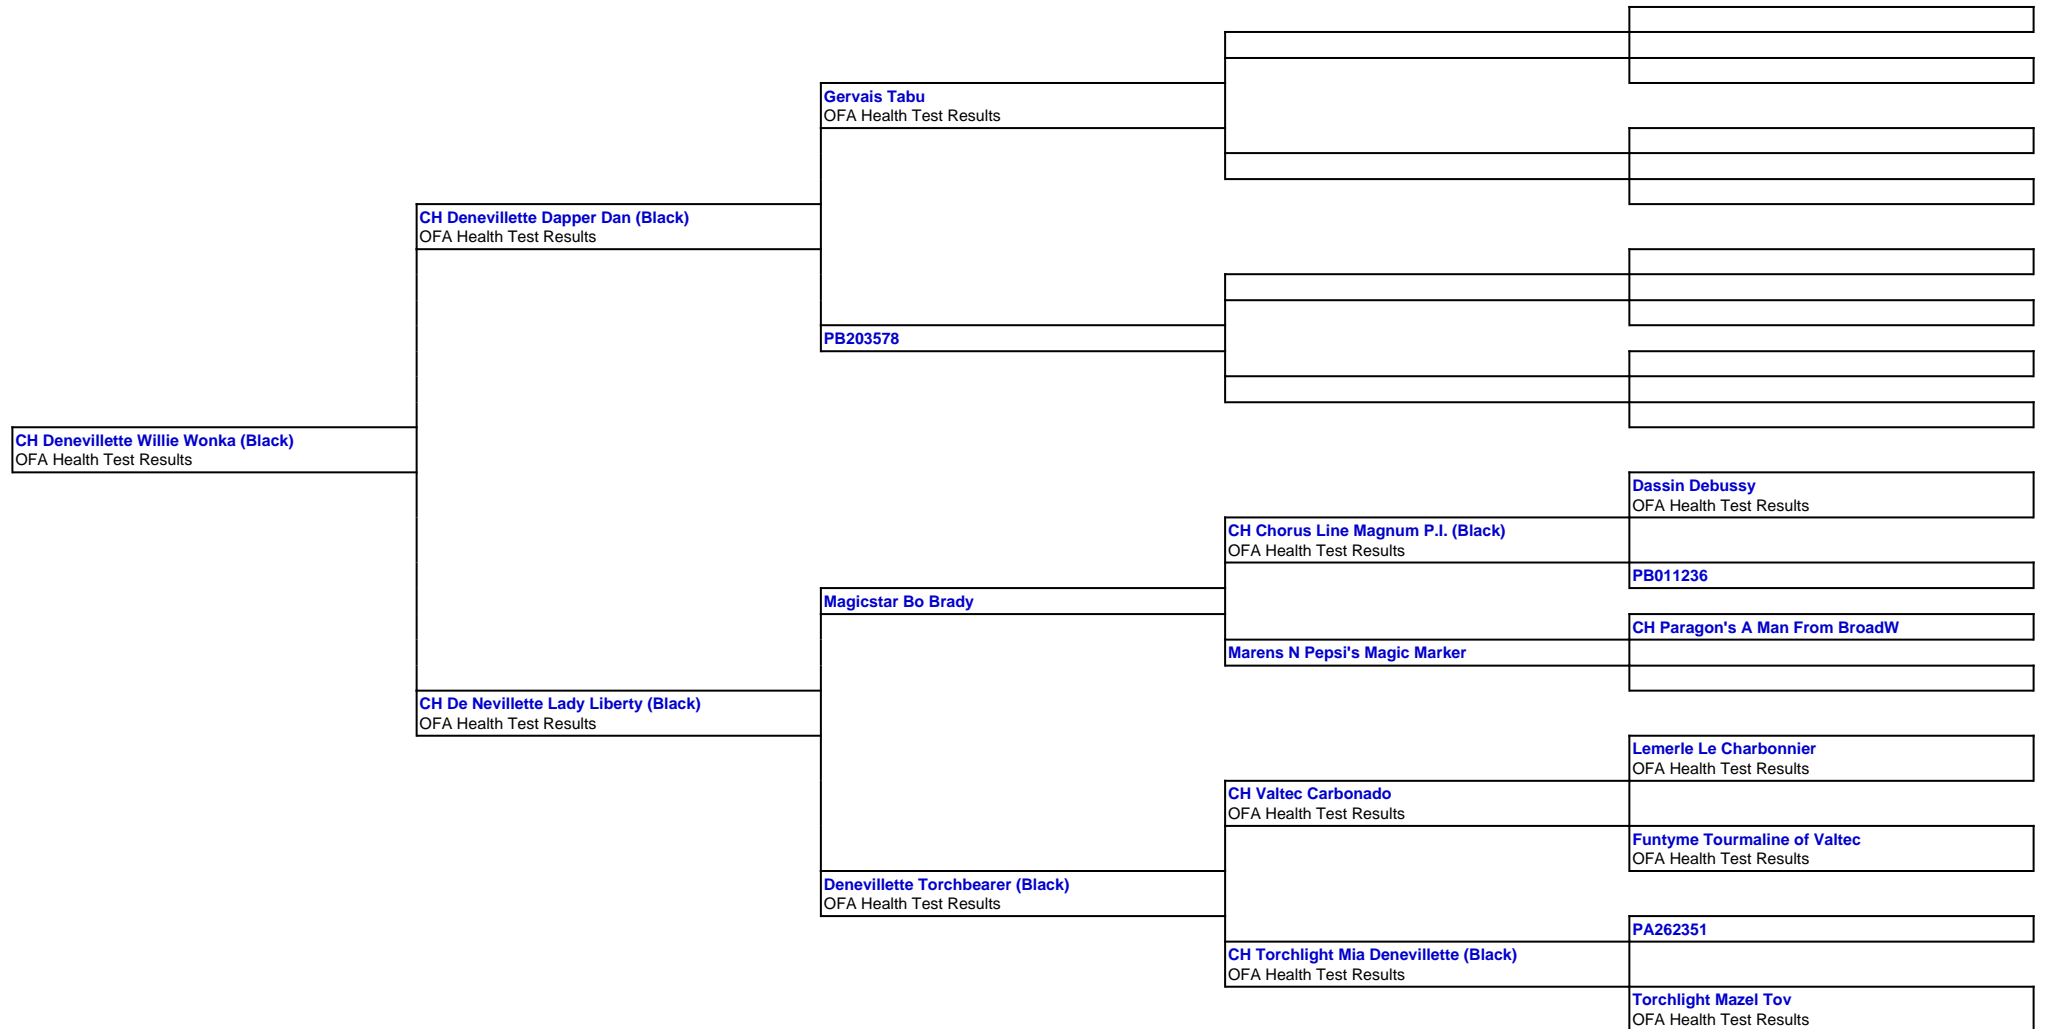 Gervais Tabu
OFA Health Test Results
CH Denevillette Dapper Dan (Black)
OFA Health Test Results
PB203578
CH Denevillette Willie Wonka (Black)
OFA Health Test Results
Dassin Debussy
OFA Health Test Results
CH Chorus Line Magnum P.I. (Black)
OFA Health Test Results
PB011236
Magicstar Bo Brady
CH Paragon's A Man From BroadW
Marens N Pepsi's Magic Marker
CH De Nevillette Lady Liberty (Black)
OFA Health Test Results
Lemerle Le Charbonnier
OFA Health Test Results
CH Valtec Carbonado
OFA Health Test Results
Funtyme Tourmaline of Valtec
OFA Health Test Results
Denevillette Torchbearer (Black)
OFA Health Test Results
PA262351
CH Torchlight Mia Denevillette (Black)
OFA Health Test Results
Torchlight Mazel Tov
OFA Health Test Results